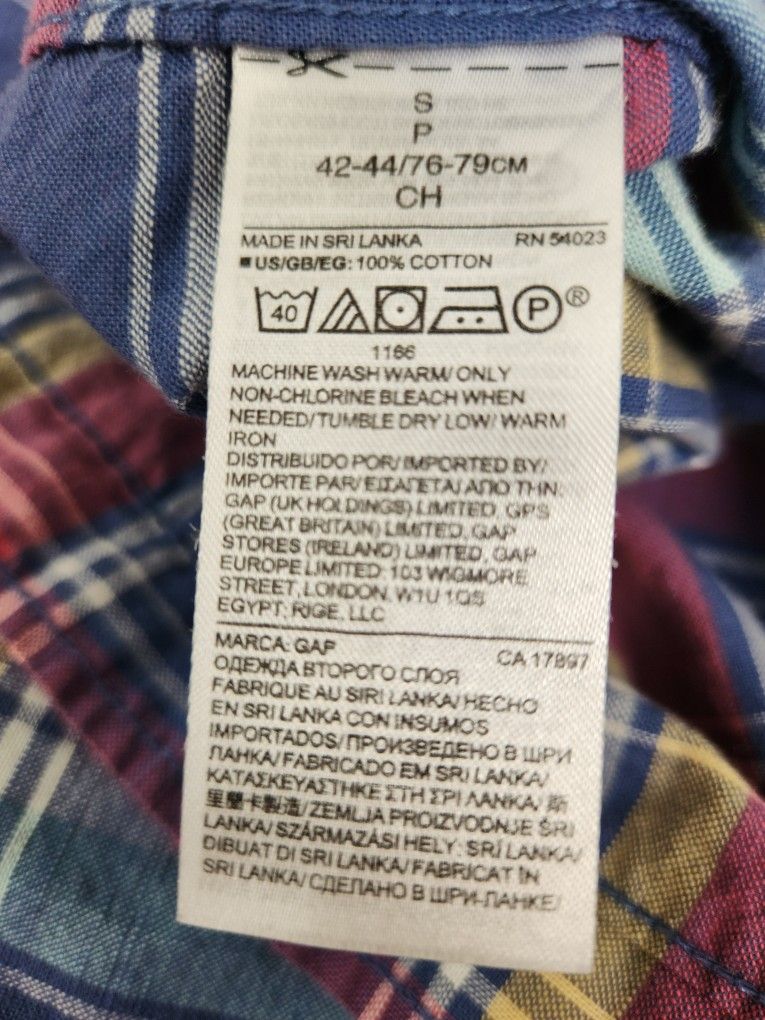 S
P
42-44/76-79CM
CH
MADE IN SRI LANKA RN 54023
US/GB/EG: 100% COTTON
40 P®
1166
MACHINE WASH WARM/ ONLY
NON-CHLORINE BLEACH WHEN
NEEDED/ TUMBLE DRY LOW/ WARM
IRON
DISTRIBUIDO POR/ IMPORTED BY/
IMPORTE PAR/ ΕΙΣΑΓΕΤΑΙ ΑΠΟ ΤΗΝ:
GAP (UK HOLDINGS) LIMITED, GPS
(GREAT BRITAIN) LIMITED, GAP
STORES (IRELAND) LIMITED, GAP
EUROPE LIMITED: 103 WIGMORE
STREET, LONDON, W1U 1QS
EGYPT; RIGE, LLC
MARCA: GAP CA 17897
ОДЕЖДА ВТОРОГО СЛОЯ
FABRIQUE AU SIRI LANKA/ HECHO
EN SRI LANKA CON INSUMOS
IMPORTADOS/ ПРОИЗВЕДЕНО В ШРИ
ЛАНКА/ FABRICADO EM SRI LANKA/
ΚΑΤΑΣΚΕΥΑΣΤΗΚΕ ΣΤΗ ΣΡΙ ΛΑΝΚΑ/ 斯
里蘭卡製造/ ZEMLJA PROIZVODNJE ŠRI
LANKA/ SZÁRMAZÁSI HELY: SRÍ LANKA/
DIBUAT DI SRI LANKA/ FABRICAT ÎN
SRI LANKA/ СДЕЛАНО В ШРИ-ЛАНКЕ/